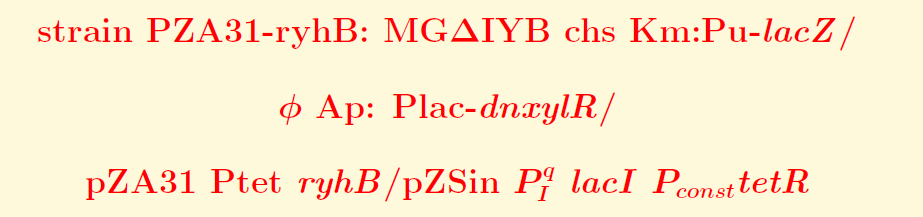 strain PZA31-ryhB: MGΔIYB chs Km:Pu-lacZ/
ϕ Ap: Plac-dnxylR/
pZA31 Ptet ryhB/pZSin P_I^q lacI P_const tetR